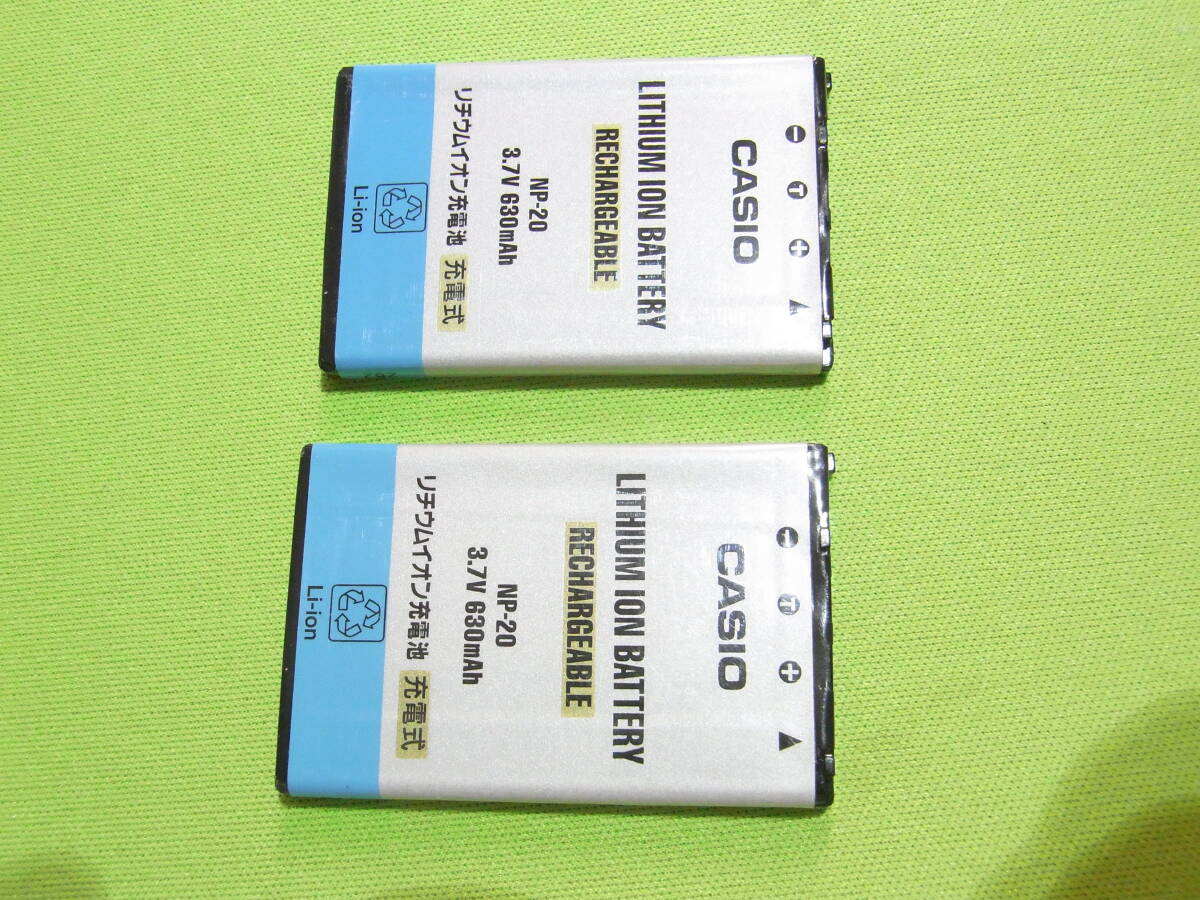 CASIO
LITHIUM ION BATTERY
RECHARGEABLE
NP-20
3.7V 630mAh
リチウムイオン充電池 充電式
Li-ion
− T +
CASIO
LITHIUM ION BATTERY
RECHARGEABLE
NP-20
3.7V 630mAh
リチウムイオン充電池 充電式
Li-ion
− T +